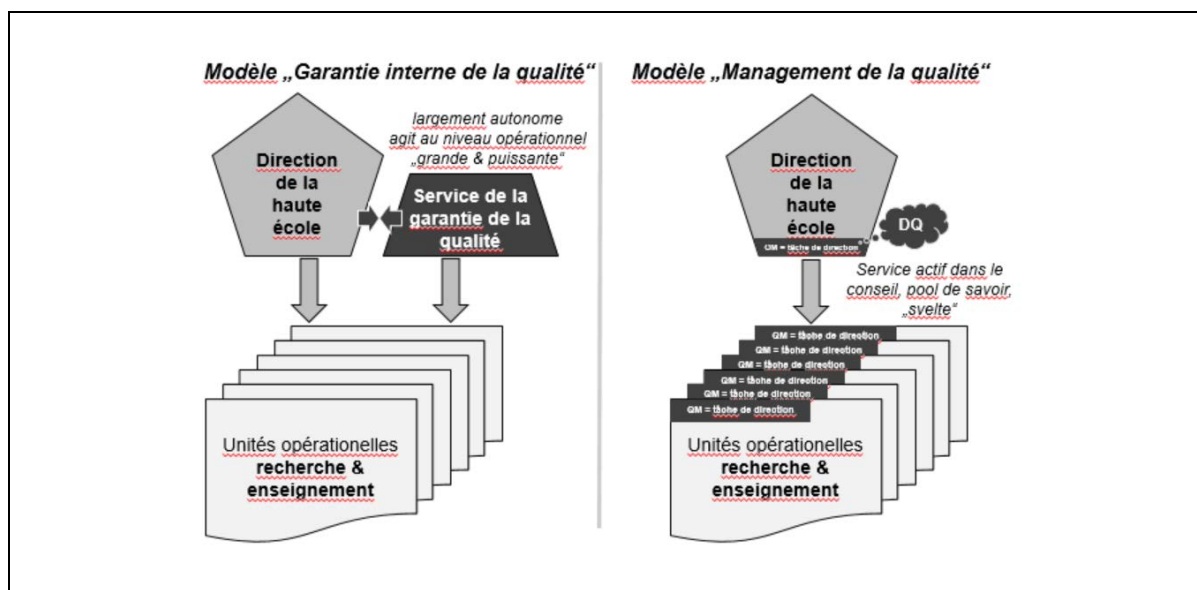 Modèle „Garantie interne de la qualité“
largement autonome
agit au niveau opérationnel
„grande & puissante“
Direction
de la
haute
école
Service de la
garantie de la
qualité
Unités opérationnelles
recherche &
enseignement
Modèle „Management de la qualité“
Direction
de la
haute
école
QM = tâche de direction
DQ
Service actif dans le
conseil, pool de savoir,
„svelte“
QM = tâche de direction
QM = tâche de direction
QM = tâche de direction
QM = tâche de direction
QM = tâche de direction
QM = tâche de direction
Unités opérationnelles
recherche &
enseignement